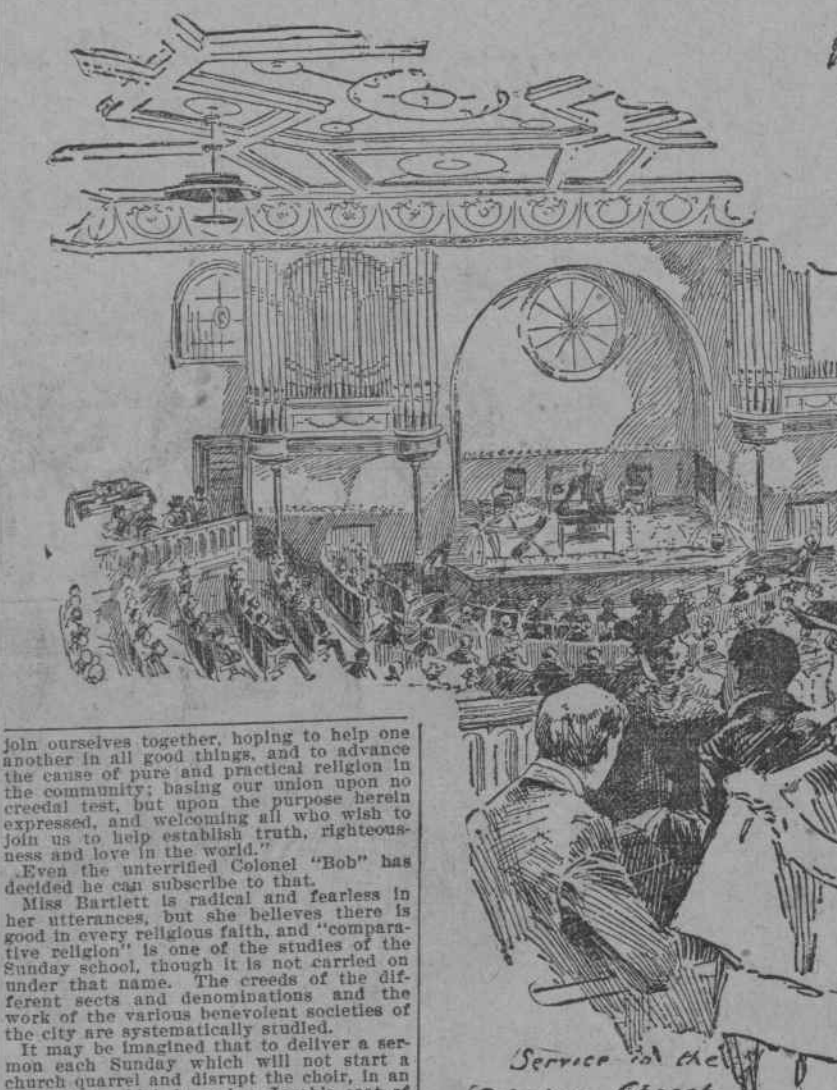 join ourselves together, hoping to help one
another in all good things, and to advance
the cause of pure and practical religion in
the community; basing our union upon no
creedal test, but upon the purpose herein
expressed, and welcoming all who wish to
join us to help establish truth, righteous-
ness and love in the world."
Even the unterrified Colonel "Bob" has
decided he can subscribe to that.
Miss Bartlett is radical and fearless in
her utterances, but she believes there is
good in every religious faith, and "compara-
tive religion" is one of the studies of the
Sunday school, though it is not carried on
under that name. The creeds of the dif-
ferent sects and denominations and the
work of the various benevolent societies of
the city are systematically studied.
It may be imagined that to deliver a ser-
mon each Sunday which will not start a
church quarrel and disrupt the choir, in an
Service in the